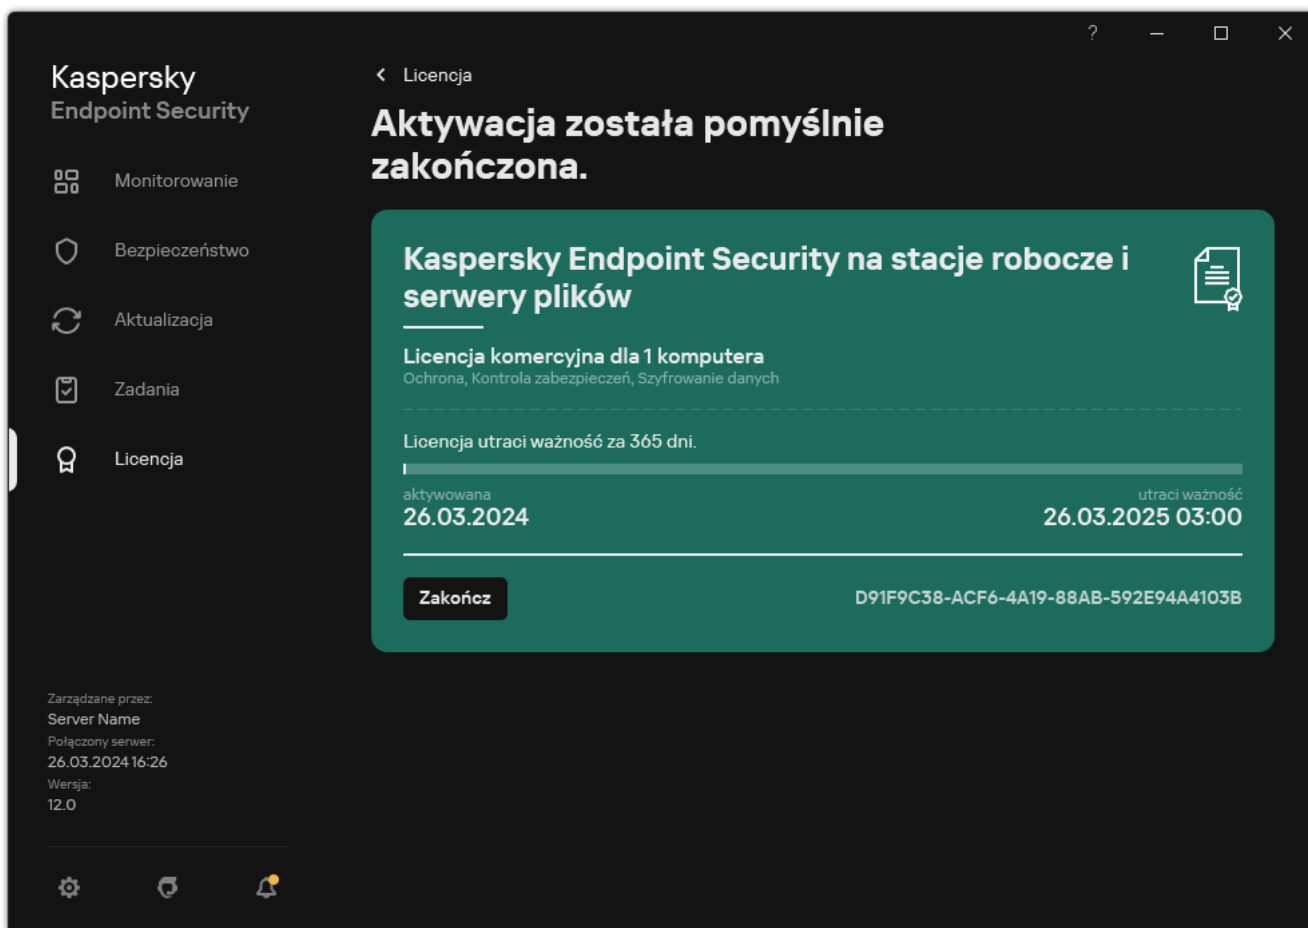 ?
Kaspersky
Endpoint Security
Monitorowanie
Bezpieczeństwo
Aktualizacja
Zadania
Licencja
Zarządzane przez:
Server Name
Połączony serwer:
26.03.2024 16:26
Wersja:
12.0
Licencja
Aktywacja została pomyślnie
zakończona.
Kaspersky Endpoint Security na stacje robocze i
serwery plików
Licencja komercyjna dla 1 komputera
Ochrona, Kontrola zabezpieczeń, Szyfrowanie danych
Licencja utraci ważność za 365 dni.
aktywowana
26.03.2024
utraci ważność
26.03.2025 03:00
Zakończ
D91F9C38-ACF6-4A19-88AB-592E94A4103B